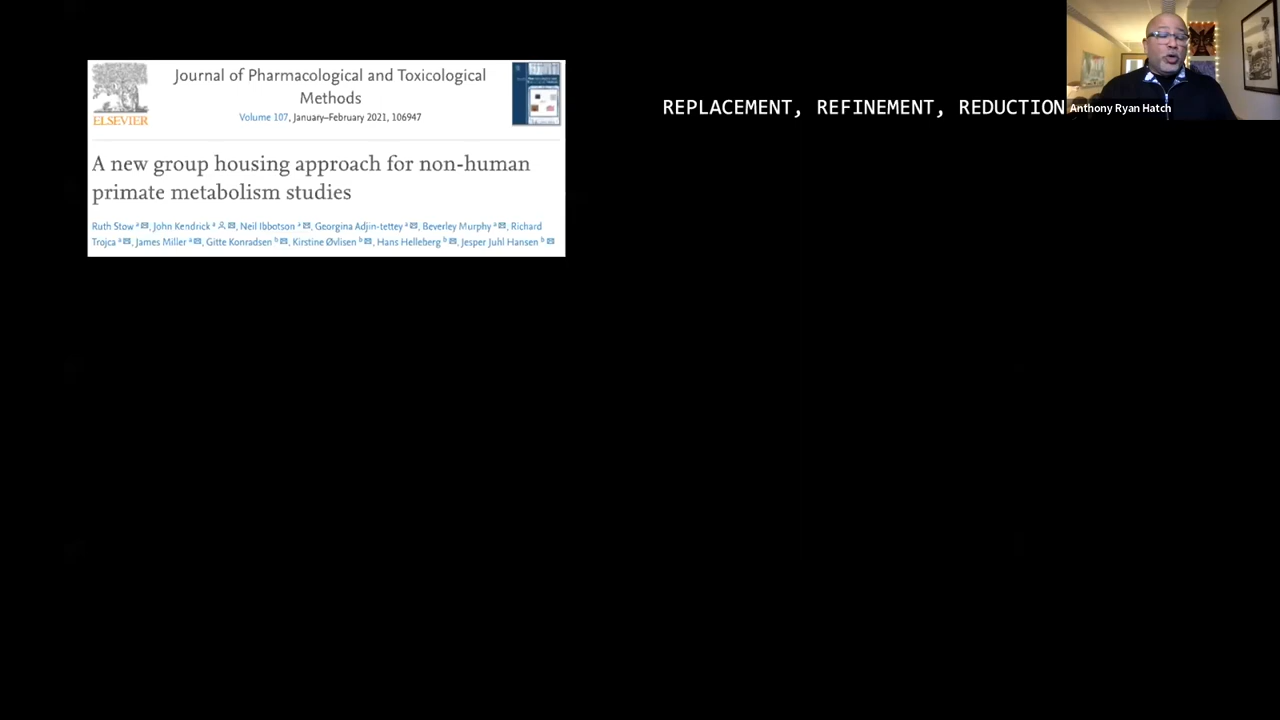 Journal of Pharmacological and Toxicological
Methods
Volume 107, January–February 2021, 106947
ELSEVIER
A new group housing approach for non-human
primate metabolism studies
Ruth Stow a, John Kendrick a, Neil Ibbotson a, Georgina Adjin-tettey a, Beverley Murphy a, Richard
Trojca a, James Miller a, Gitte Konradsen b, Kirstine Øvlisen b, Hans Helleberg b, Jesper Juhl Hansen b
REPLACEMENT, REFINEMENT, REDUCTION
Anthony Ryan Hatch